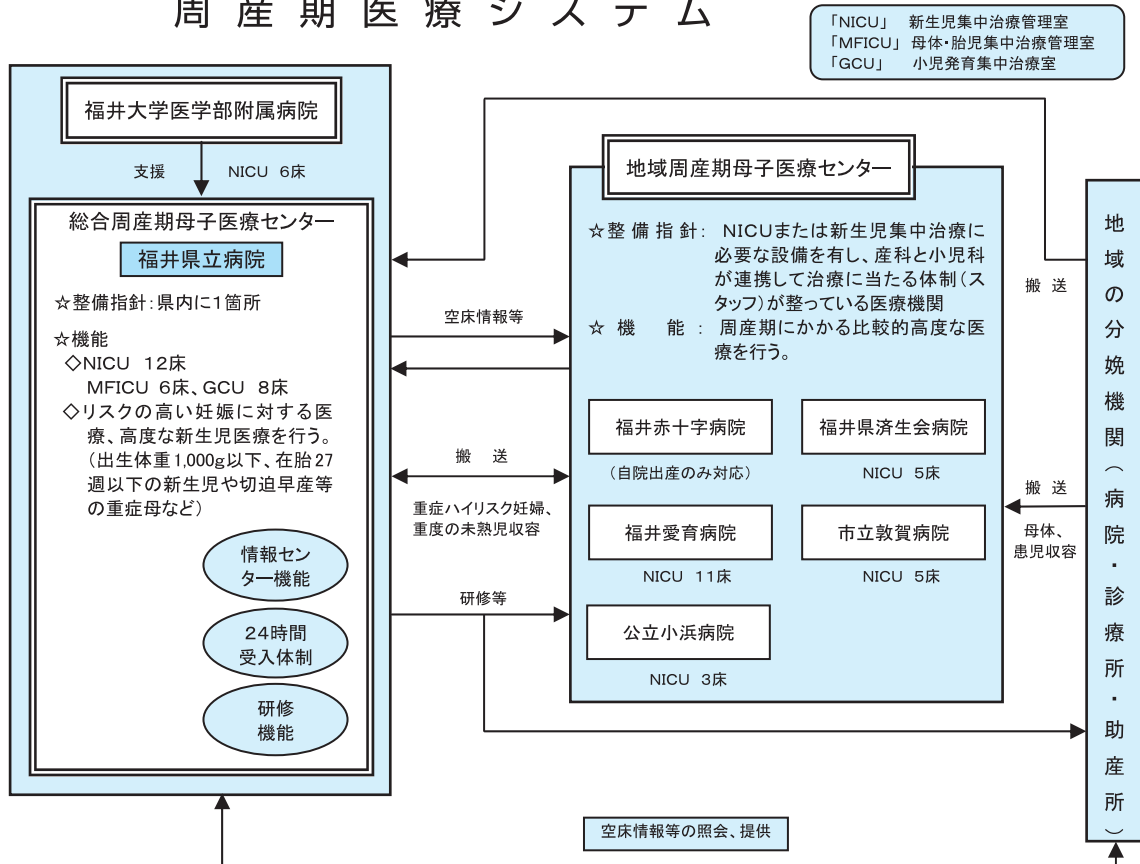 周産期医療システム
「NICU」 新生児集中治療管理室
「MFICU」 母体・胎児集中治療管理室
「GCU」 小児発育集中治療室
福井大学医学部附属病院
支援 NICU 6床
総合周産期母子医療センター
福井県立病院
☆整備指針:県内に1箇所
☆機能
◇NICU 12床
MFICU 6床、GCU 8床
◇リスクの高い妊娠に対する医
療、高度な新生児医療を行う。
(出生体重1,000g以下、在胎27
週以下の新生児や切迫早産等
の重症母など)
情報セン
ター機能
24時間
受入体制
研修
機能
空床情報等
搬 送
重症ハイリスク妊婦、
重度の未熟児収容
研修等
地域周産期母子医療センター
☆整備指針: NICUまたは新生児集中治療に
必要な設備を有し、産科と小児科
が連携して治療に当たる体制(ス
タッフ)が整っている医療機関
☆ 機 能 : 周産期にかかる比較的高度な医
療を行う。
福井赤十字病院
(自院出産のみ対応)
福井県済生会病院
NICU 5床
福井愛育病院
NICU 11床
市立敦賀病院
NICU 5床
公立小浜病院
NICU 3床
搬 送
搬 送
母体、
患児収容
地域の分娩機関(病院・診療所・助産所)
空床情報等の照会、提供